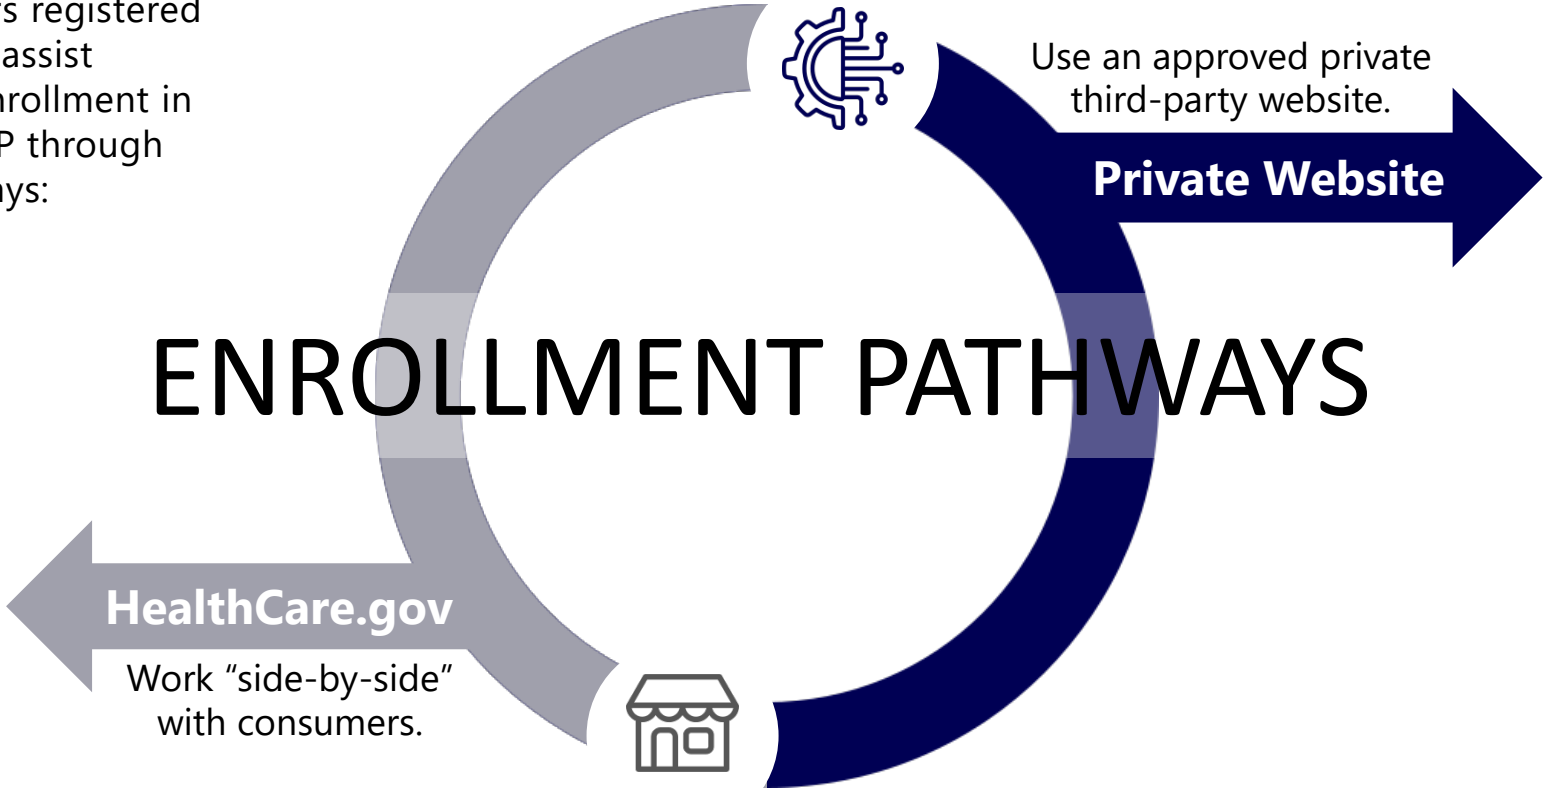 s registered
assist
nrollment in
P through
ys:
Use an approved private
third-party website.
Private Website
ENROLLMENT PATHWAYS
HealthCare.gov
Work “side-by-side”
with consumers.